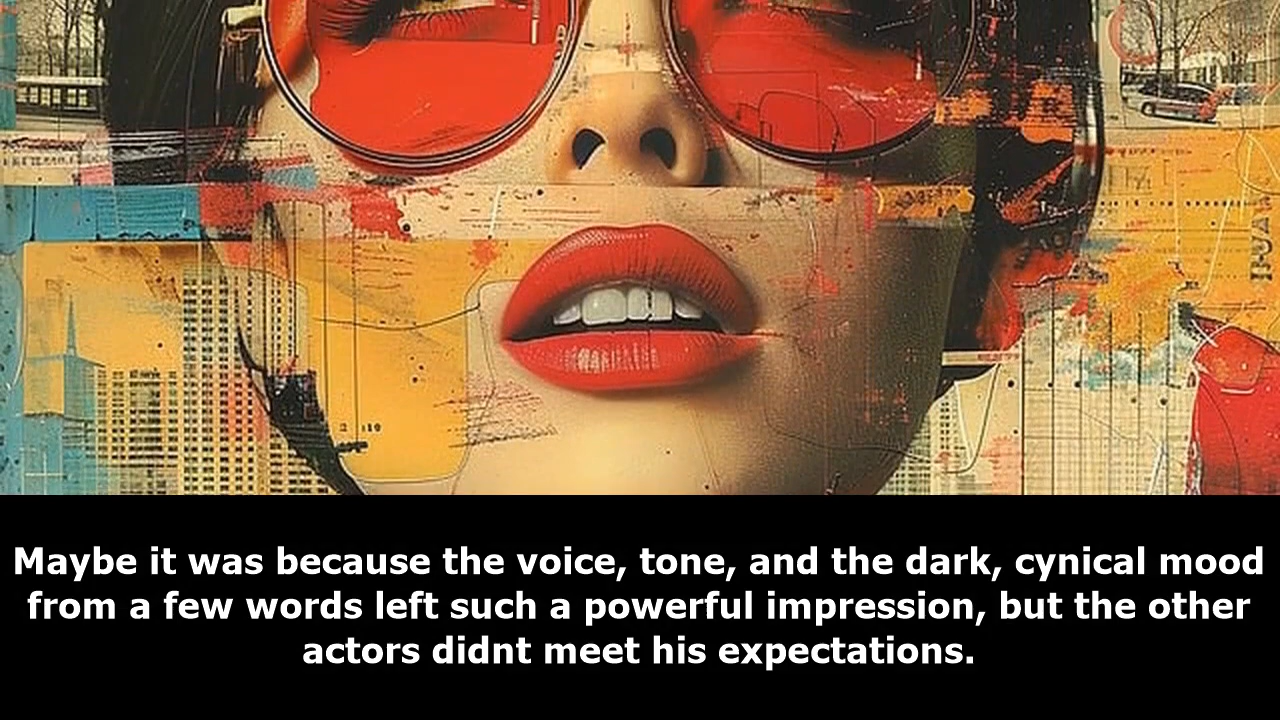 Maybe it was because the voice, tone, and the dark, cynical mood
from a few words left such a powerful impression, but the other
actors didnt meet his expectations.